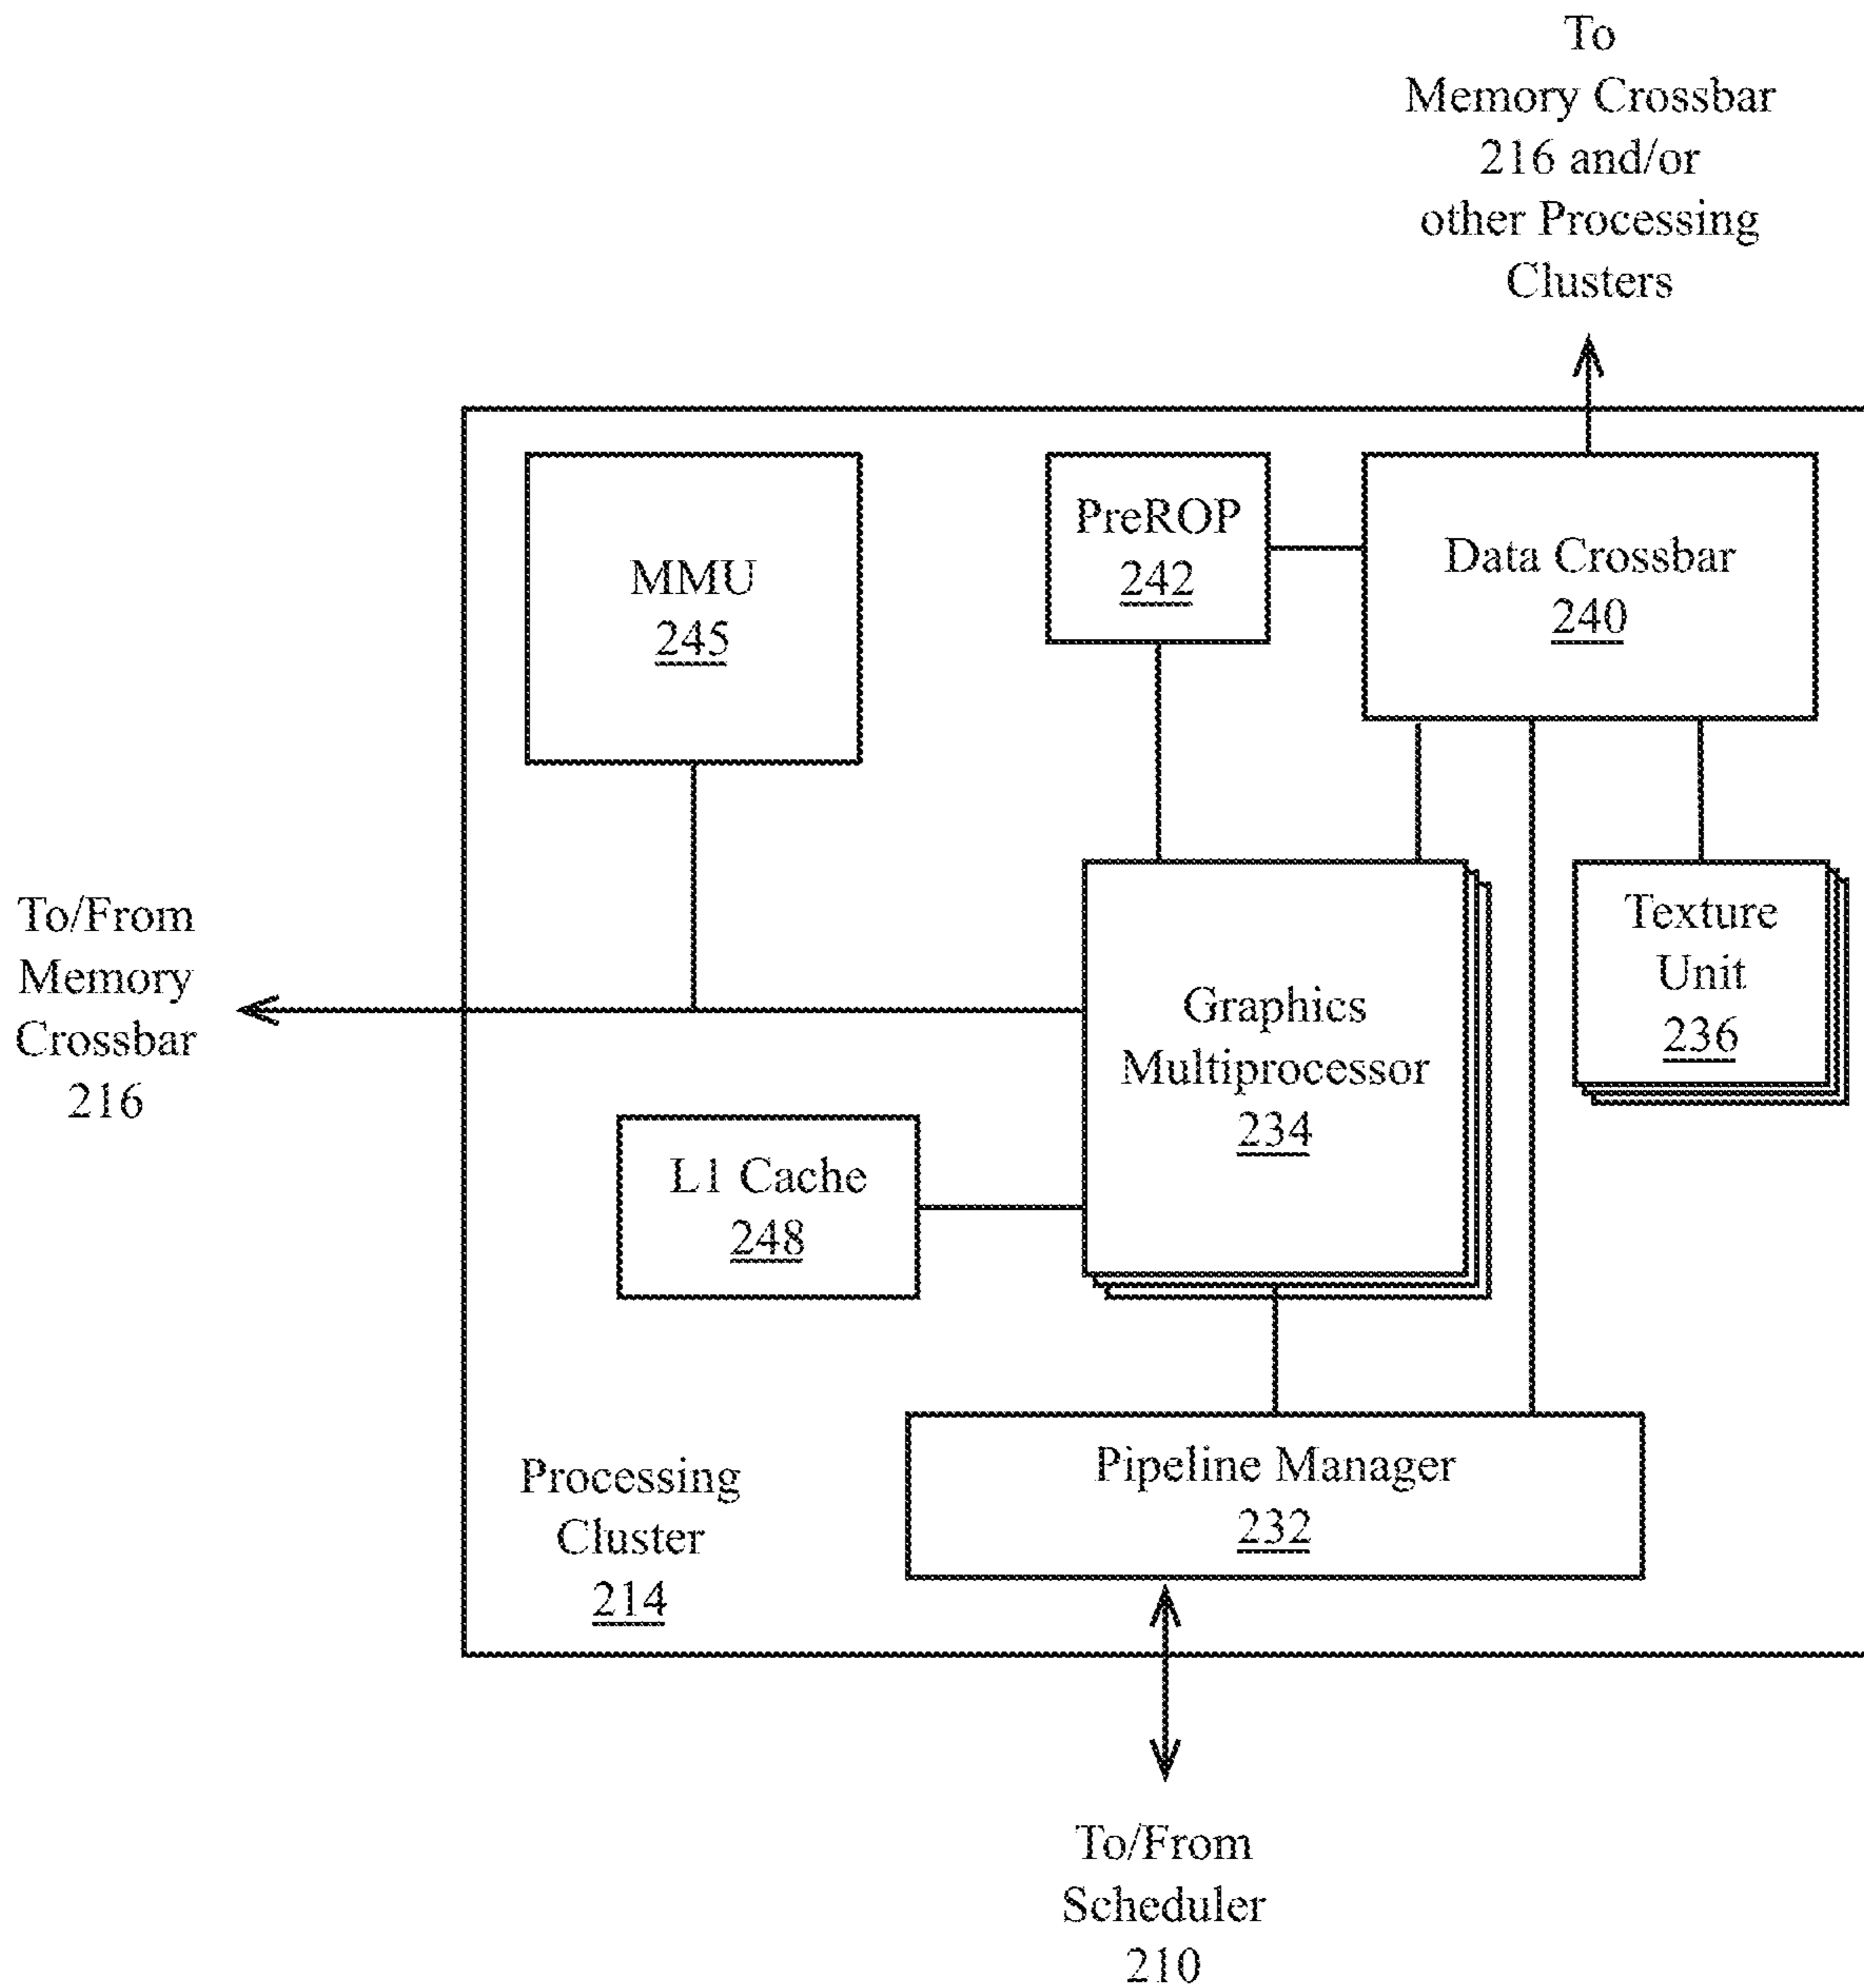 To
Memory Crossbar
216 and/or
other Processing
Clusters
MMU
245
PreROP
242
Data Crossbar
240
To/From
Memory
Crossbar
216
Graphics
Multiprocessor
234
Texture
Unit
236
L1 Cache
248
Processing
Cluster
214
Pipeline Manager
232
To/From
Scheduler
210